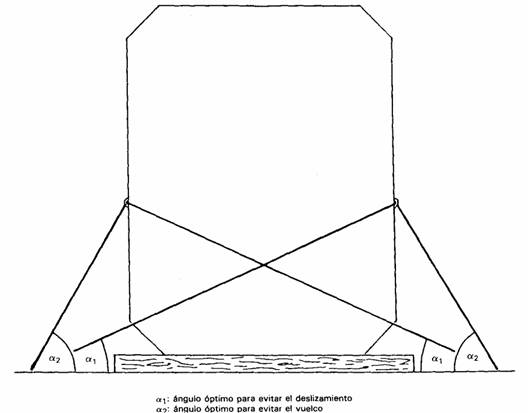 α₂ α₁ α₁ α₂
α₁: ángulo óptimo para evitar el deslizamiento
α₂: ángulo óptimo para evitar el vuelco